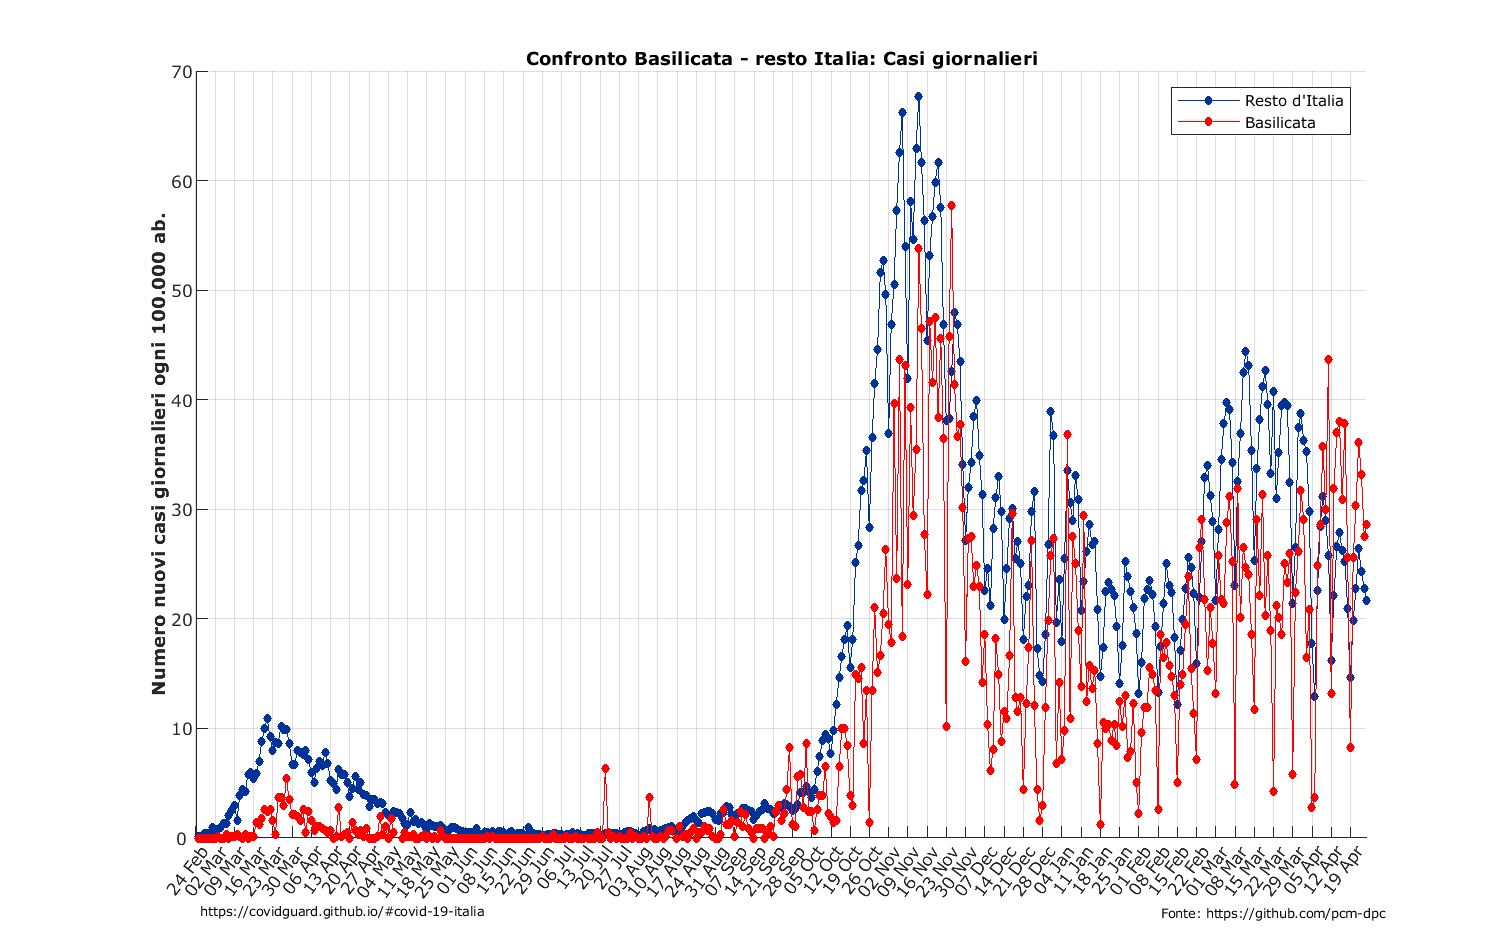 Confronto Basilicata - resto Italia: Casi giornalieri
Numero nuovi casi giornalieri ogni 100.000 ab.
70
60
50
40
30
20
10
0
Resto d'Italia
Basilicata
24 Feb
02 Mar
09 Mar
16 Mar
23 Mar
30 Mar
06 Apr
13 Apr
20 Apr
27 Apr
04 May
11 May
18 May
25 May
01 Jun
08 Jun
15 Jun
22 Jun
29 Jun
06 Jul
13 Jul
20 Jul
27 Jul
03 Aug
10 Aug
17 Aug
24 Aug
31 Aug
07 Sep
14 Sep
21 Sep
28 Sep
05 Oct
12 Oct
19 Oct
26 Oct
02 Nov
09 Nov
16 Nov
23 Nov
30 Nov
07 Dec
14 Dec
21 Dec
28 Dec
04 Jan
11 Jan
18 Jan
25 Jan
01 Feb
08 Feb
15 Feb
22 Feb
01 Mar
08 Mar
15 Mar
22 Mar
29 Mar
05 Apr
12 Apr
19 Apr
https://covidguard.github.io/#covid-19-italia
Fonte: https://github.com/pcm-dpc